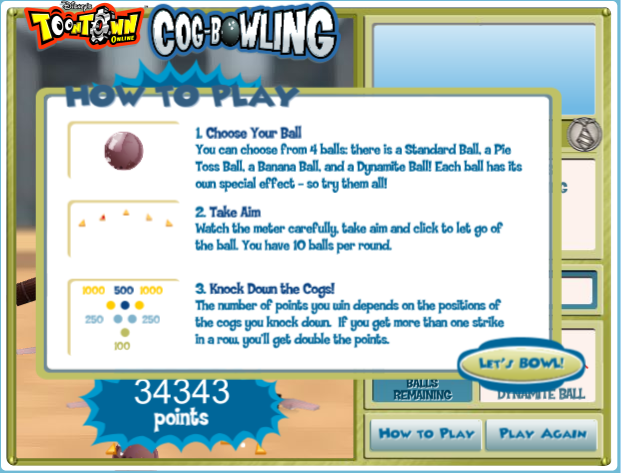 Disney's
TOONTOWN
ONLINE
COG-BOWLING
HOW TO PLAY
1. Choose Your Ball
You can choose from 4 balls: there is a Standard Ball, a Pie
Toss Ball, a Banana Ball, and a Dynamite Ball! Each ball has its
own special effect - so try them all!
2. Take Aim
Watch the meter carefully, take aim and click to let go of
the ball. You have 10 balls per round.
1000 500 1000
250 250
100
3. Knock Down the Cogs!
The number of points you win depends on the positions of
the cogs you knock down. If you get more than one strike
in a row, you'll get double the points.
LET'S BOWL!
34343
points
BALLS
REMAINING
DYNAMITE BALL
HOW TO PLAY
PLAY AGAIN